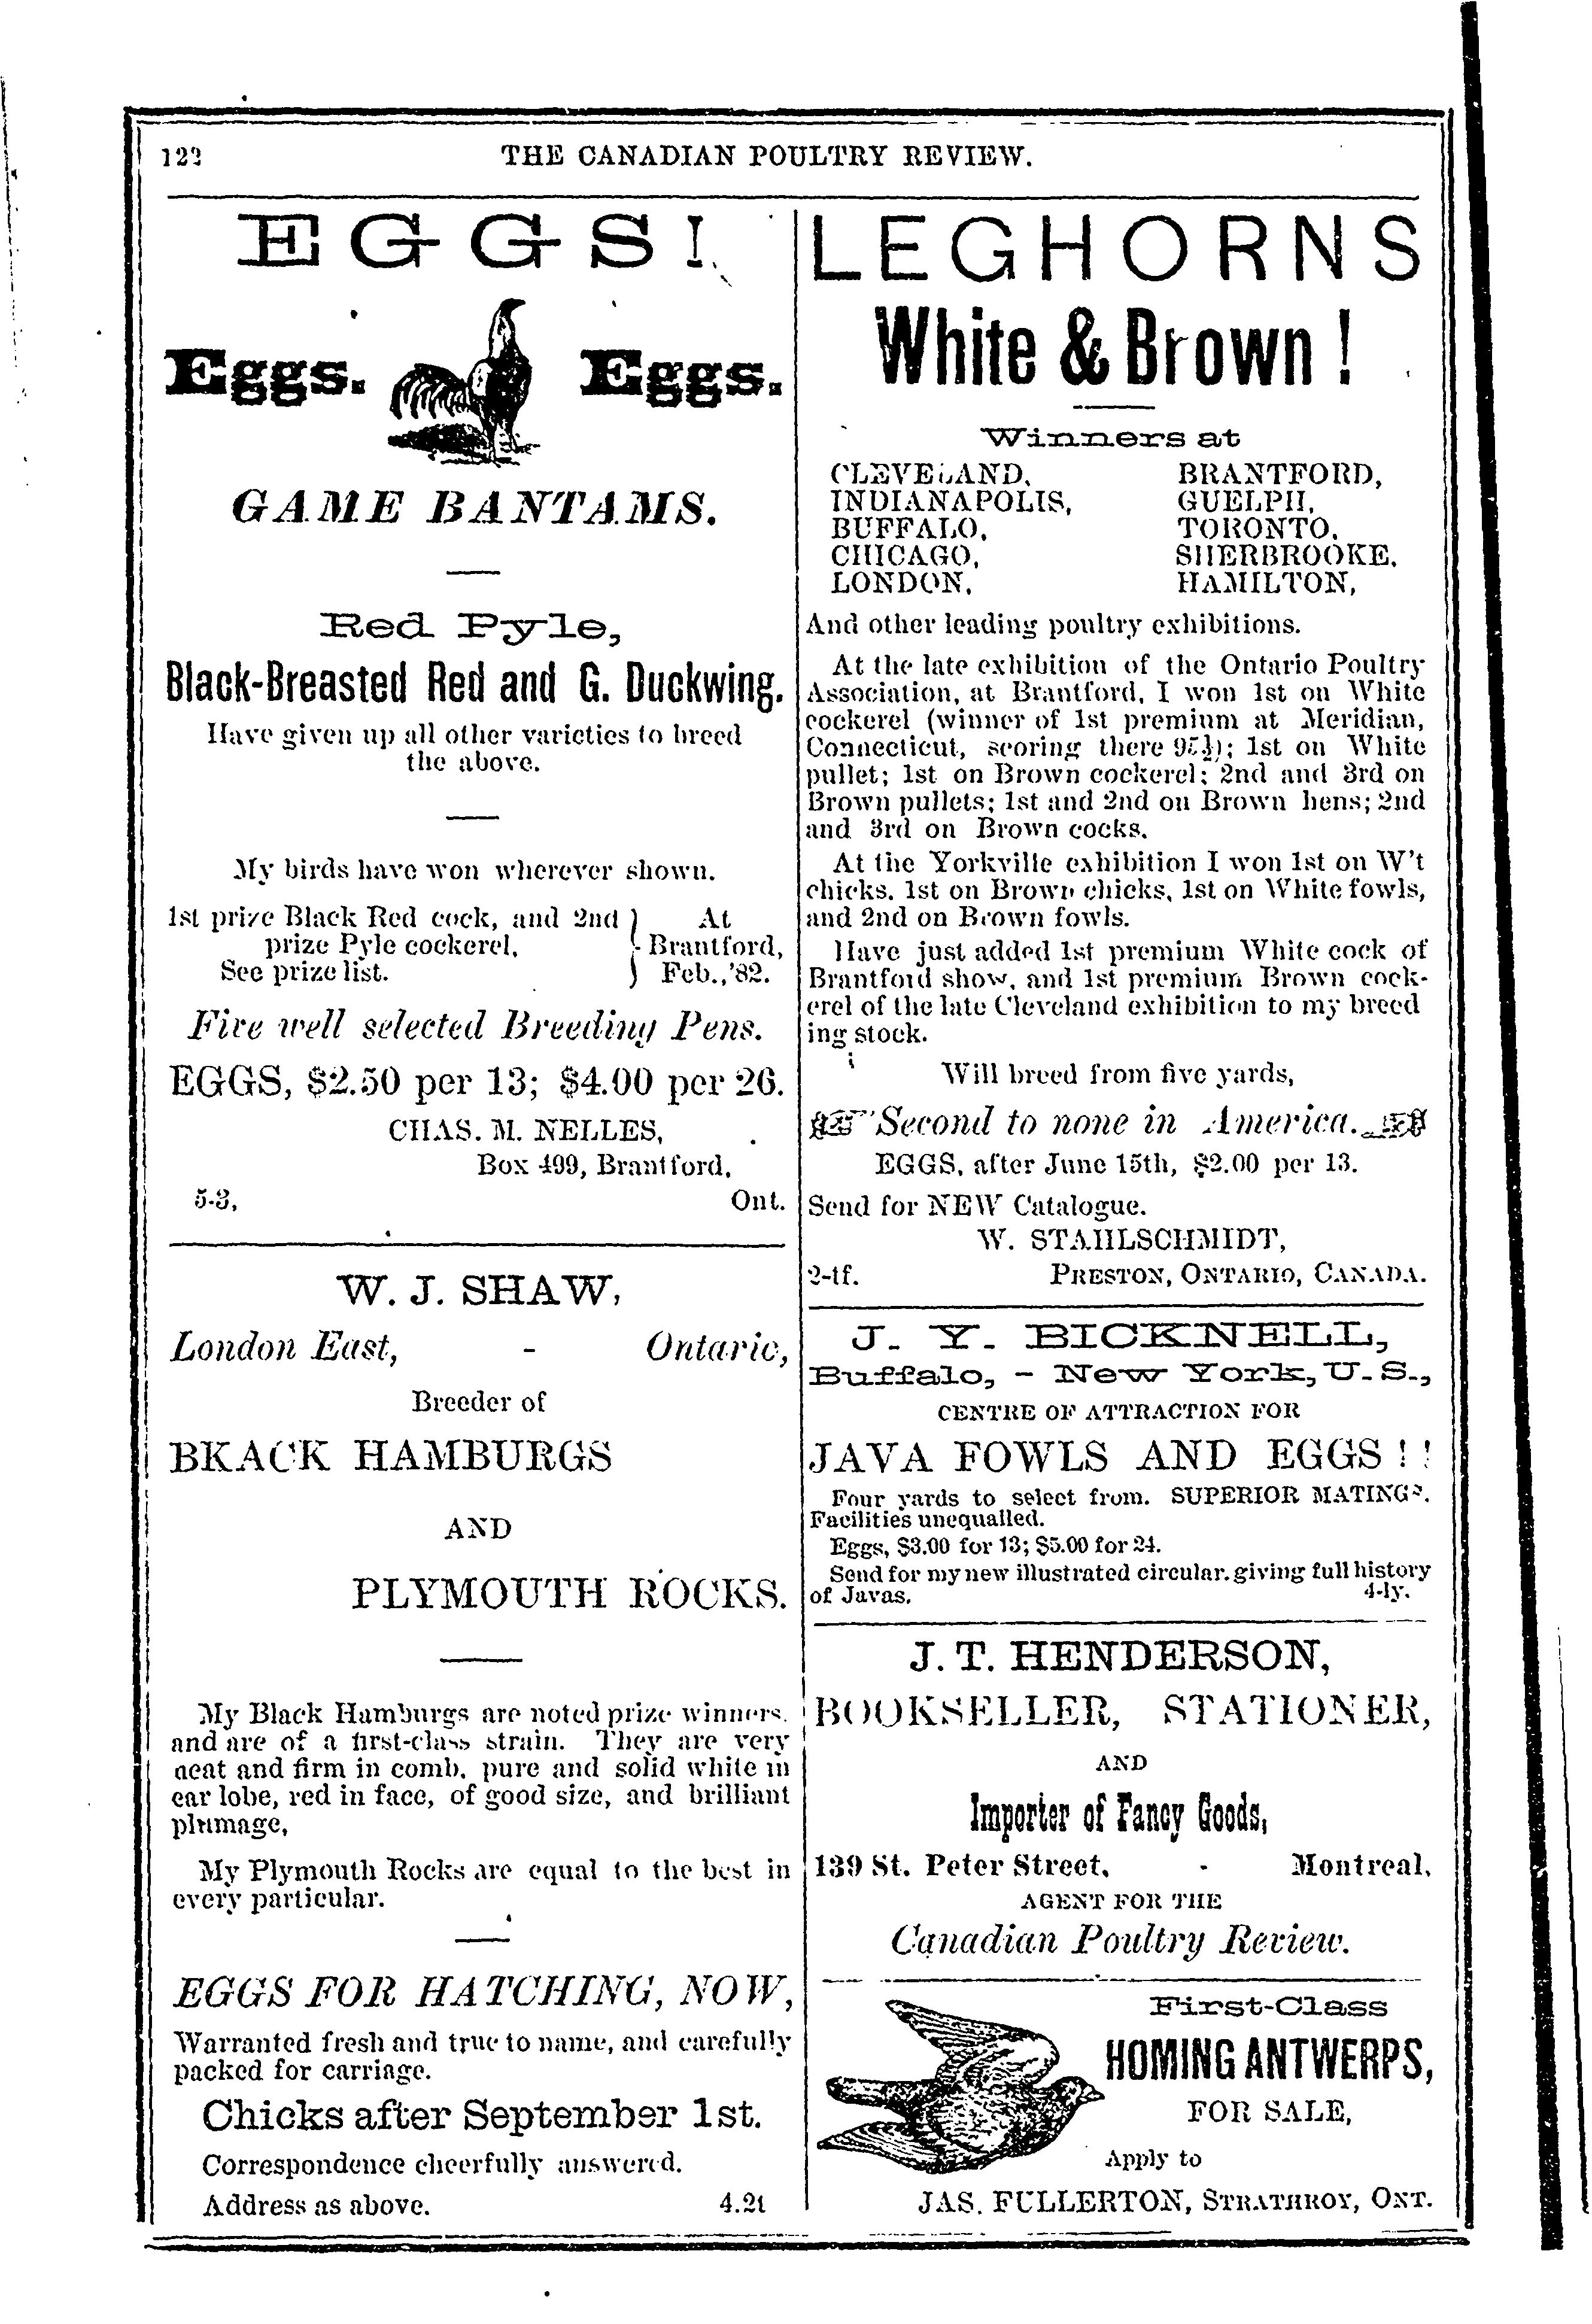 122
THE CANADIAN POULTRY REVIEW.
EGGS!
Eggs. Eggs.
GAME BANTAMS.
Red Pyle,
Black-Breasted Red and G. Duckwing.
Have given up all other varieties to breed
the above.
My birds have won wherever shown.
1st prize Black Red cock, and 2nd } At
prize Pyle cockerel. } Brantford,
See prize list. } Feb.,'82.
Five well selected Breeding Pens.
EGGS, $2.50 per 13; $4.00 per 26.
CHAS. M. NELLES,
Box 499, Brantford,
5-3, Ont.
W. J. SHAW,
London East, - Ontario,
Breeder of
BKACK HAMBURGS
AND
PLYMOUTH ROCKS.
My Black Hamburgs are noted prize winners,
and are of a first-class strain. They are very
neat and firm in comb, pure and solid white in
ear lobe, red in face, of good size, and brilliant
plumage,
My Plymouth Rocks are equal to the best in
every particular.
EGGS FOR HATCHING, NOW,
Warranted fresh and true to name, and carefully
packed for carriage.
Chicks after September 1st.
Correspondence cheerfully answered.
Address as above. 4.2t
LEGHORNS
White & Brown!
Winners at
CLEVELAND, BRANTFORD,
INDIANAPOLIS, GUELPH,
BUFFALO, TORONTO,
CHICAGO, SHERBROOKE,
LONDON, HAMILTON,
And other leading poultry exhibitions.
At the late exhibition of the Ontario Poultry
Association, at Brantford, I won 1st on White
cockerel (winner of 1st premium at Meridian,
Connecticut, scoring there 95½); 1st on White
pullet; 1st on Brown cockerel; 2nd and 3rd on
Brown pullets; 1st and 2nd on Brown hens; 2nd
and 3rd on Brown cocks.
At the Yorkville exhibition I won 1st on W't
chicks, 1st on Brown chicks, 1st on White fowls,
and 2nd on Brown fowls.
Have just added 1st premium White cock of
Brantford show, and 1st premium Brown cock-
erel of the late Cleveland exhibition to my breed
ing stock.
Will breed from five yards,
Second to none in America.
EGGS, after June 15th, $2.00 per 13.
Send for NEW Catalogue.
W. STAHLSCHMIDT,
2-tf. PRESTON, ONTARIO, CANADA.
J. Y. BICKNELL,
Buffalo, - New York, U.S.,
CENTRE OF ATTRACTION FOR
JAVA FOWLS AND EGGS!!
Four yards to select from. SUPERIOR MATINGS.
Facilities unequalled.
Eggs, $3.00 for 13; $5.00 for 24.
Send for my new illustrated circular, giving full history
of Javas. 4-ly.
J. T. HENDERSON,
BOOKSELLER, STATIONER,
AND
Importer of Fancy Goods,
139 St. Peter Street, - Montreal,
AGENT FOR THE
Canadian Poultry Review.
First-Class
HOMING ANTWERPS,
FOR SALE,
Apply to
JAS. FULLERTON, STRATHROY, ONT.